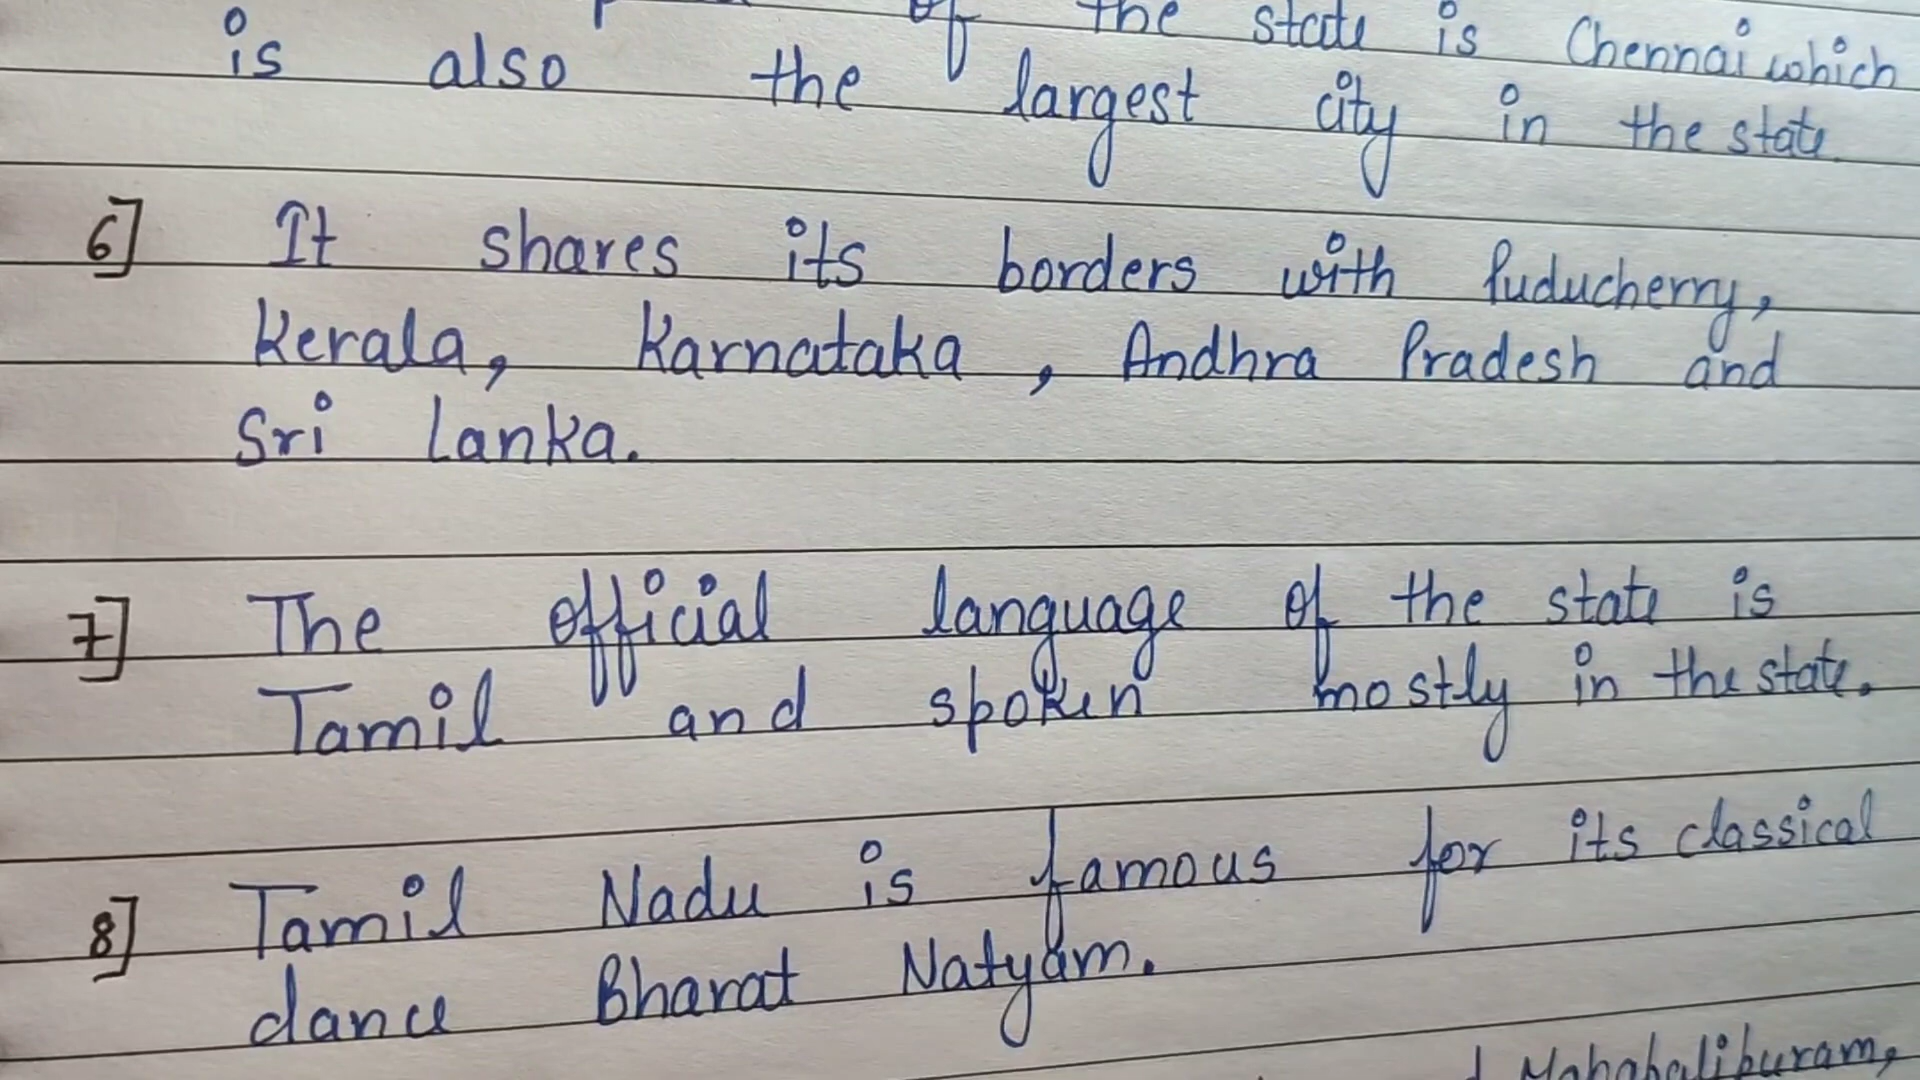 of the state is Chennai which
is also the largest city in the state
6] It shares its borders with Puducherry,
Kerala, Karnataka, Andhra Pradesh and
Sri Lanka.
7] The official language of the state is
Tamil and spoken mostly in the state.
8] Tamil Nadu is famous for its classical
dance Bharat Natyam.
Mahabalipuram,